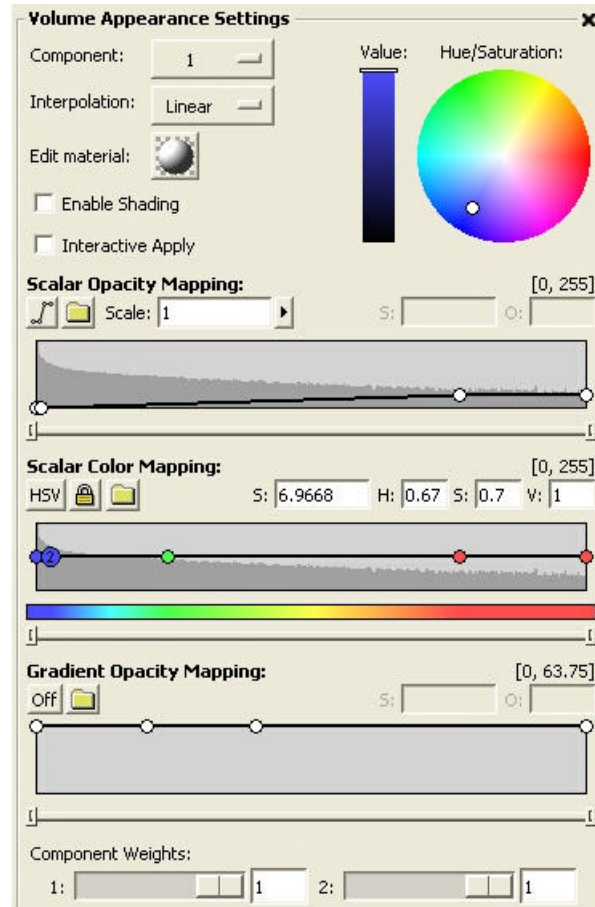 Volume Appearance Settings
Component: 1
Value: Hue/Saturation:
Interpolation: Linear
Edit material:
Enable Shading
Interactive Apply
Scalar Opacity Mapping: [0, 255]
Scale: 1 S: O:
Scalar Color Mapping: [0, 255]
HSV S: 6.9668 H: 0.67 S: 0.7 V: 1
2
Gradient Opacity Mapping: [0, 63.75]
Off S: O:
Component Weights:
1: 1 2: 1